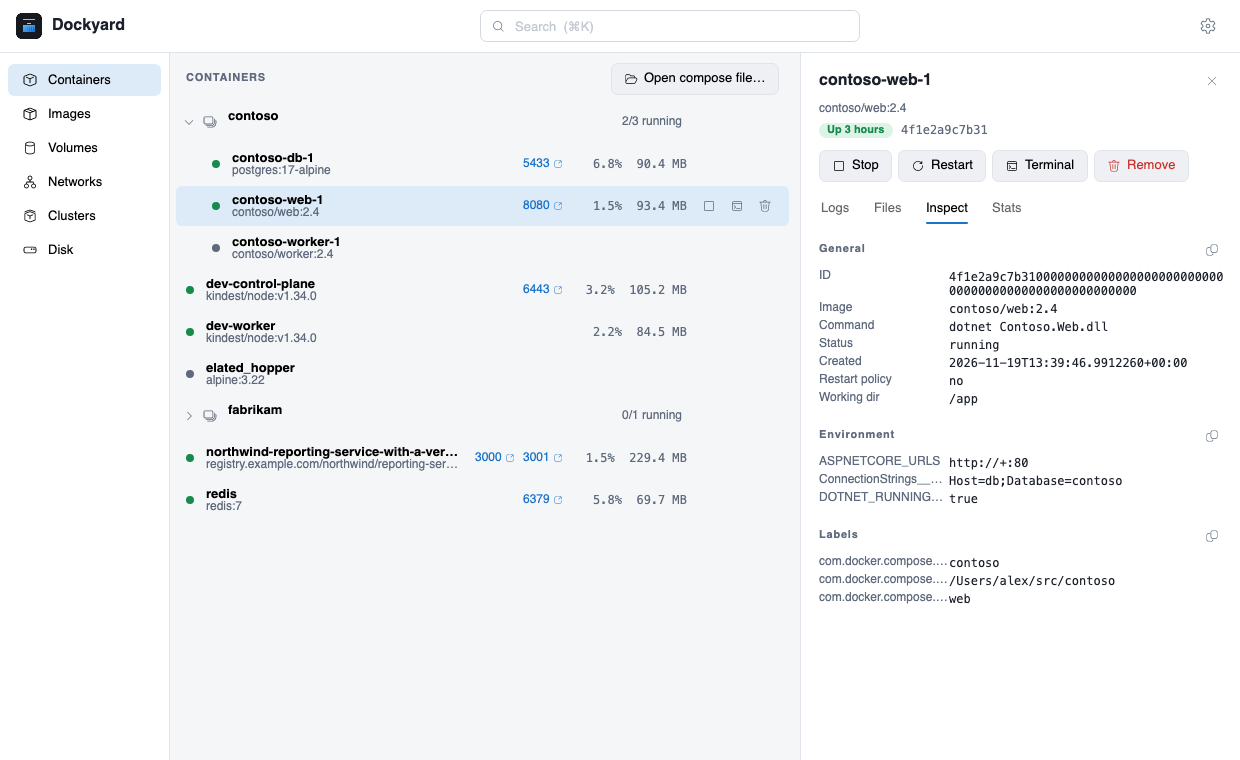 Dockyard
Search (⌘K)
Containers
Images
Volumes
Networks
Clusters
Disk
CONTAINERS
Open compose file…
contoso 2/3 running
contoso-db-1
postgres:17-alpine
5433 6.8% 90.4 MB
contoso-web-1
contoso/web:2.4
8080 1.5% 93.4 MB
contoso-worker-1
contoso/worker:2.4
dev-control-plane
kindest/node:v1.34.0
6443 3.2% 105.2 MB
dev-worker
kindest/node:v1.34.0
2.2% 84.5 MB
elated_hopper
alpine:3.22
fabrikam 0/1 running
northwind-reporting-service-with-a-ver…
registry.example.com/northwind/reporting-ser…
3000 3001 1.5% 229.4 MB
redis
redis:7
6379 5.8% 69.7 MB
contoso-web-1
contoso/web:2.4
Up 3 hours 4f1e2a9c7b31
Stop Restart Terminal Remove
Logs Files Inspect Stats
General
ID 4f1e2a9c7b3100000000000000000000000000
00000000000000000000000000
Image contoso/web:2.4
Command dotnet Contoso.Web.dll
Status running
Created 2026-11-19T13:39:46.9912260+00:00
Restart policy no
Working dir /app
Environment
ASPNETCORE_URLS http://+:80
ConnectionStrings__… Host=db;Database=contoso
DOTNET_RUNNING… true
Labels
com.docker.compose.… contoso
com.docker.compose.… /Users/alex/src/contoso
com.docker.compose.… web